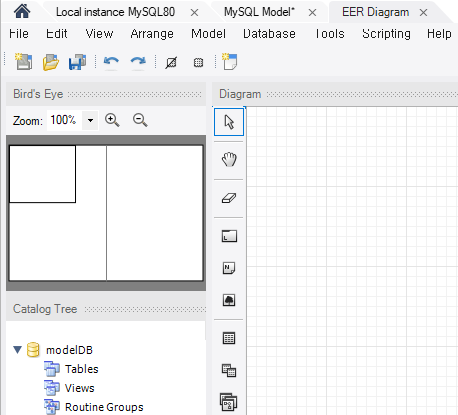 Local instance MySQL80 MySQL Model* EER Diagram
File Edit View Arrange Model Database Tools Scripting Help
Bird's Eye Diagram
Zoom: 100%
Catalog Tree
modelDB
Tables
Views
Routine Groups